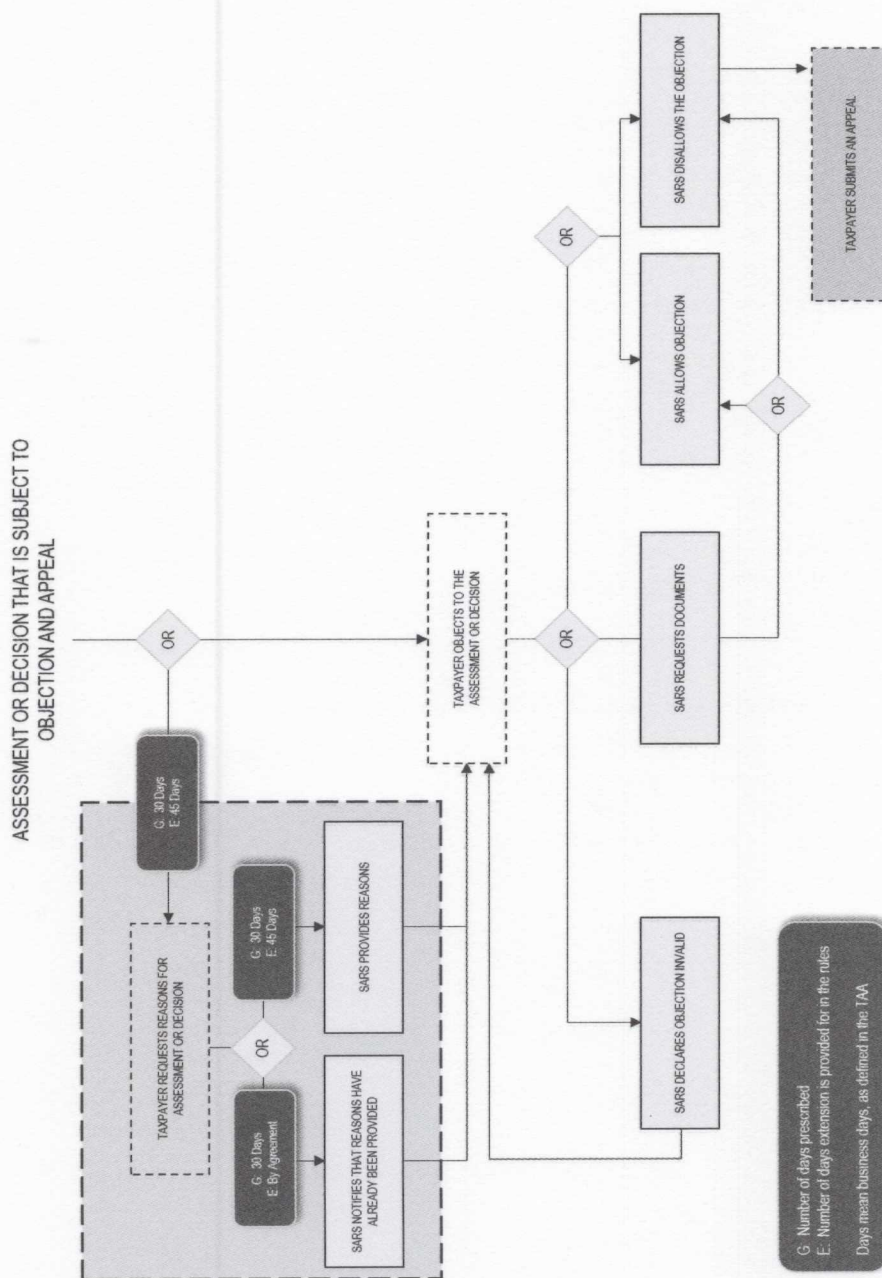 ASSESSMENT OR DECISION THAT IS SUBJECT TO
OBJECTION AND APPEAL
OR
G: 30 Days
E: 45 Days
TAXPAYER REQUESTS REASONS FOR
ASSESSMENT OR DECISION
OR
G: 30 Days
E: By Agreement
G: 30 Days
E: 45 Days
SARS NOTIFIES THAT REASONS HAVE
ALREADY BEEN PROVIDED
SARS PROVIDES REASONS
TAXPAYER OBJECTS TO THE
ASSESSMENT OR DECISION
OR
OR
SARS DECLARES OBJECTION INVALID
SARS REQUESTS DOCUMENTS
SARS ALLOWS OBJECTION
SARS DISALLOWS THE OBJECTION
OR
TAXPAYER SUBMITS AN APPEAL
G: Number of days prescribed
E: Number of days extension is provided for in the rules
Days mean business days, as defined in the TAA